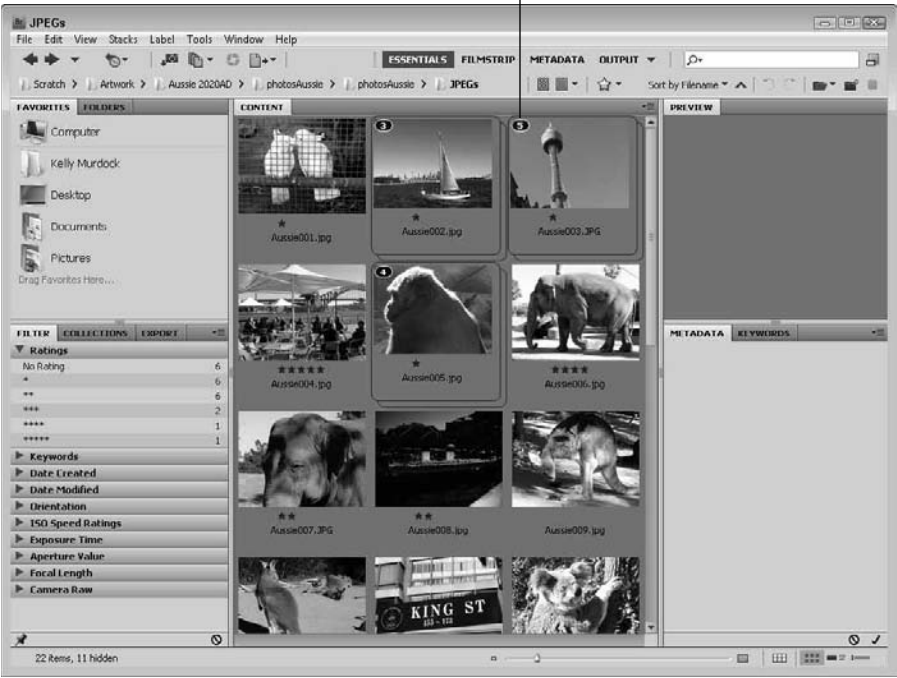 JPEGs
File Edit View Stacks Label Tools Window Help
ESSENTIALS FILMSTRIP METADATA OUTPUT
Scratch > Artwork > Aussie 2020AD > photosAussie > photosAussie > JPEGs
Sort by Filename
FAVORITES FOLDERS
CONTENT
PREVIEW
Computer
Kelly Murdock
Desktop
Documents
Pictures
Drag Favorites Here...
3
5
Aussie001.jpg
Aussie002.jpg
Aussie003.JPG
4
Aussie004.jpg
Aussie005.jpg
Aussie006.jpg
Aussie007.JPG
Aussie008.jpg
Aussie009.jpg
KING ST
FILTER COLLECTIONS EXPORT
Ratings
No Rating 6
* 6
** 6
*** 2
**** 1
***** 1
Keywords
Date Created
Date Modified
Orientation
ISO Speed Ratings
Exposure Time
Aperture Value
Focal Length
Camera Raw
METADATA KEYWORDS
22 items, 11 hidden